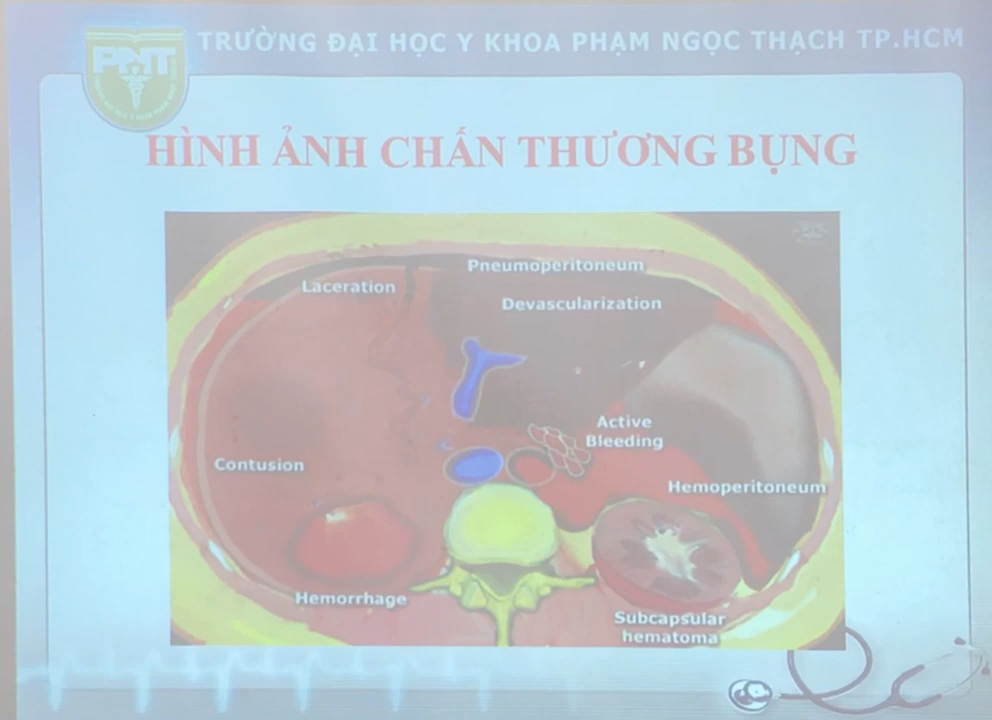 TRƯỜNG ĐẠI HỌC Y KHOA PHẠM NGỌC THẠCH TP.HCM
PNT
HÌNH ẢNH CHẤN THƯƠNG BỤNG
Pneumoperitoneum
Laceration
Devascularization
Active
Bleeding
Contusion
Hemoperitoneum
Hemorrhage
Subcapsular
hematoma